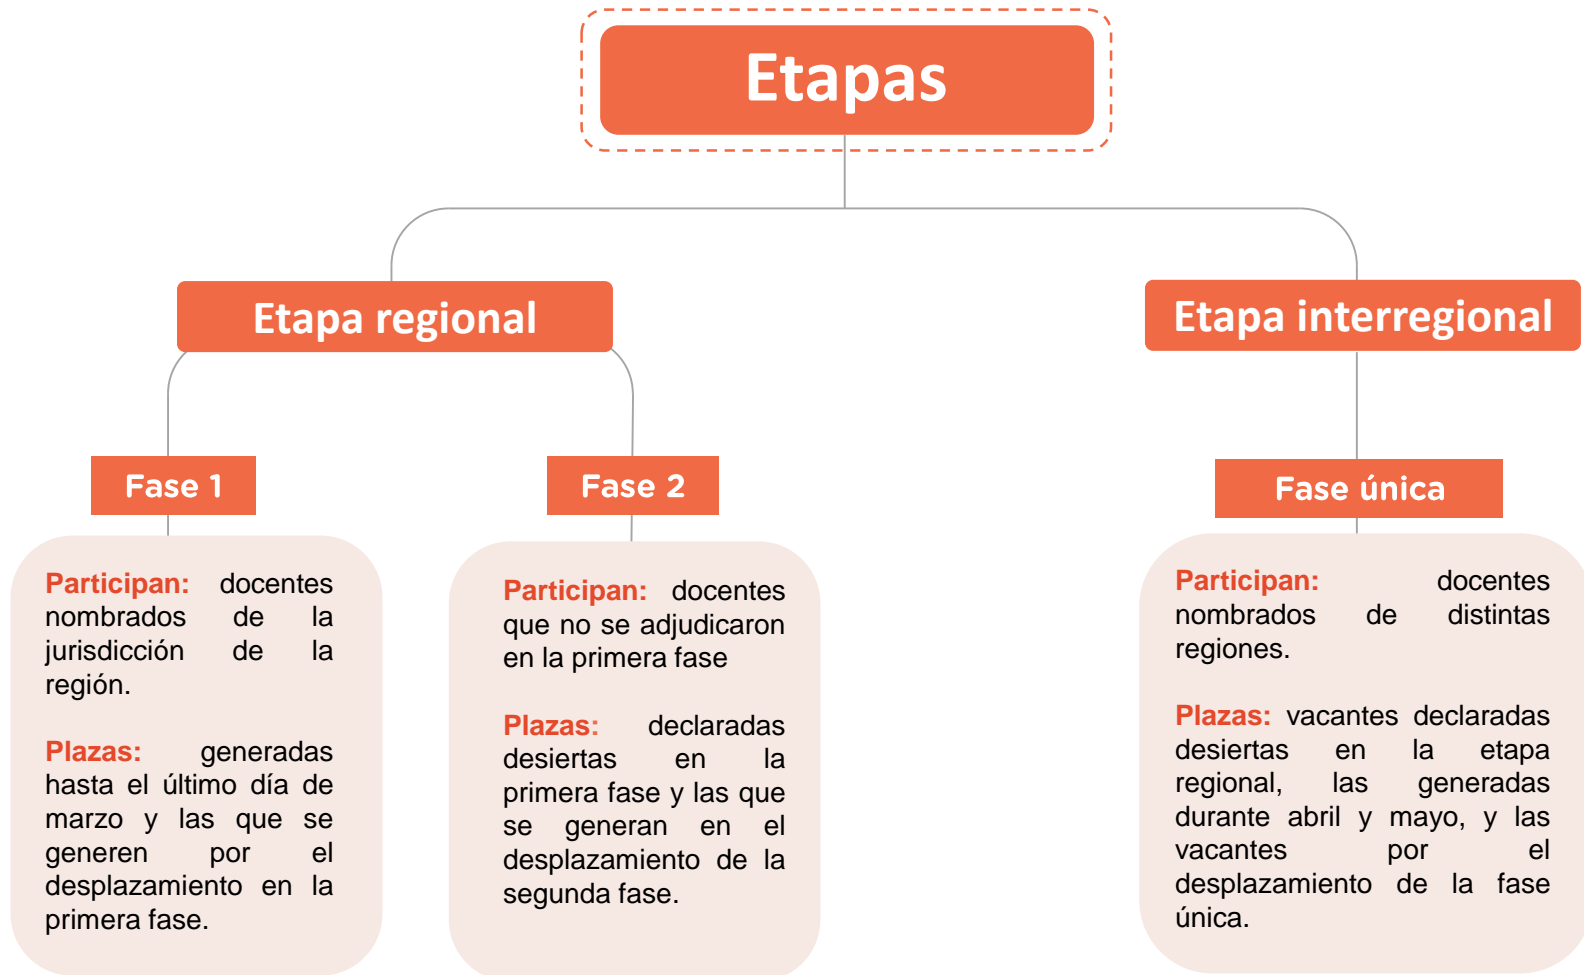 Etapas
Etapa regional
Etapa interregional
Fase 1
Fase 2
Fase única
Participan: docentes
nombrados de la
jurisdicción de la
región.
Plazas: generadas
hasta el último día de
marzo y las que se
generen por el
desplazamiento en la
primera fase.
Participan: docentes
que no se adjudicaron
en la primera fase
Plazas: declaradas
desiertas en la
primera fase y las que
se generan en el
desplazamiento de la
segunda fase.
Participan: docentes
nombrados de distintas
regiones.
Plazas: vacantes declaradas
desiertas en la etapa
regional, las generadas
durante abril y mayo, y las
vacantes por el
desplazamiento de la fase
única.